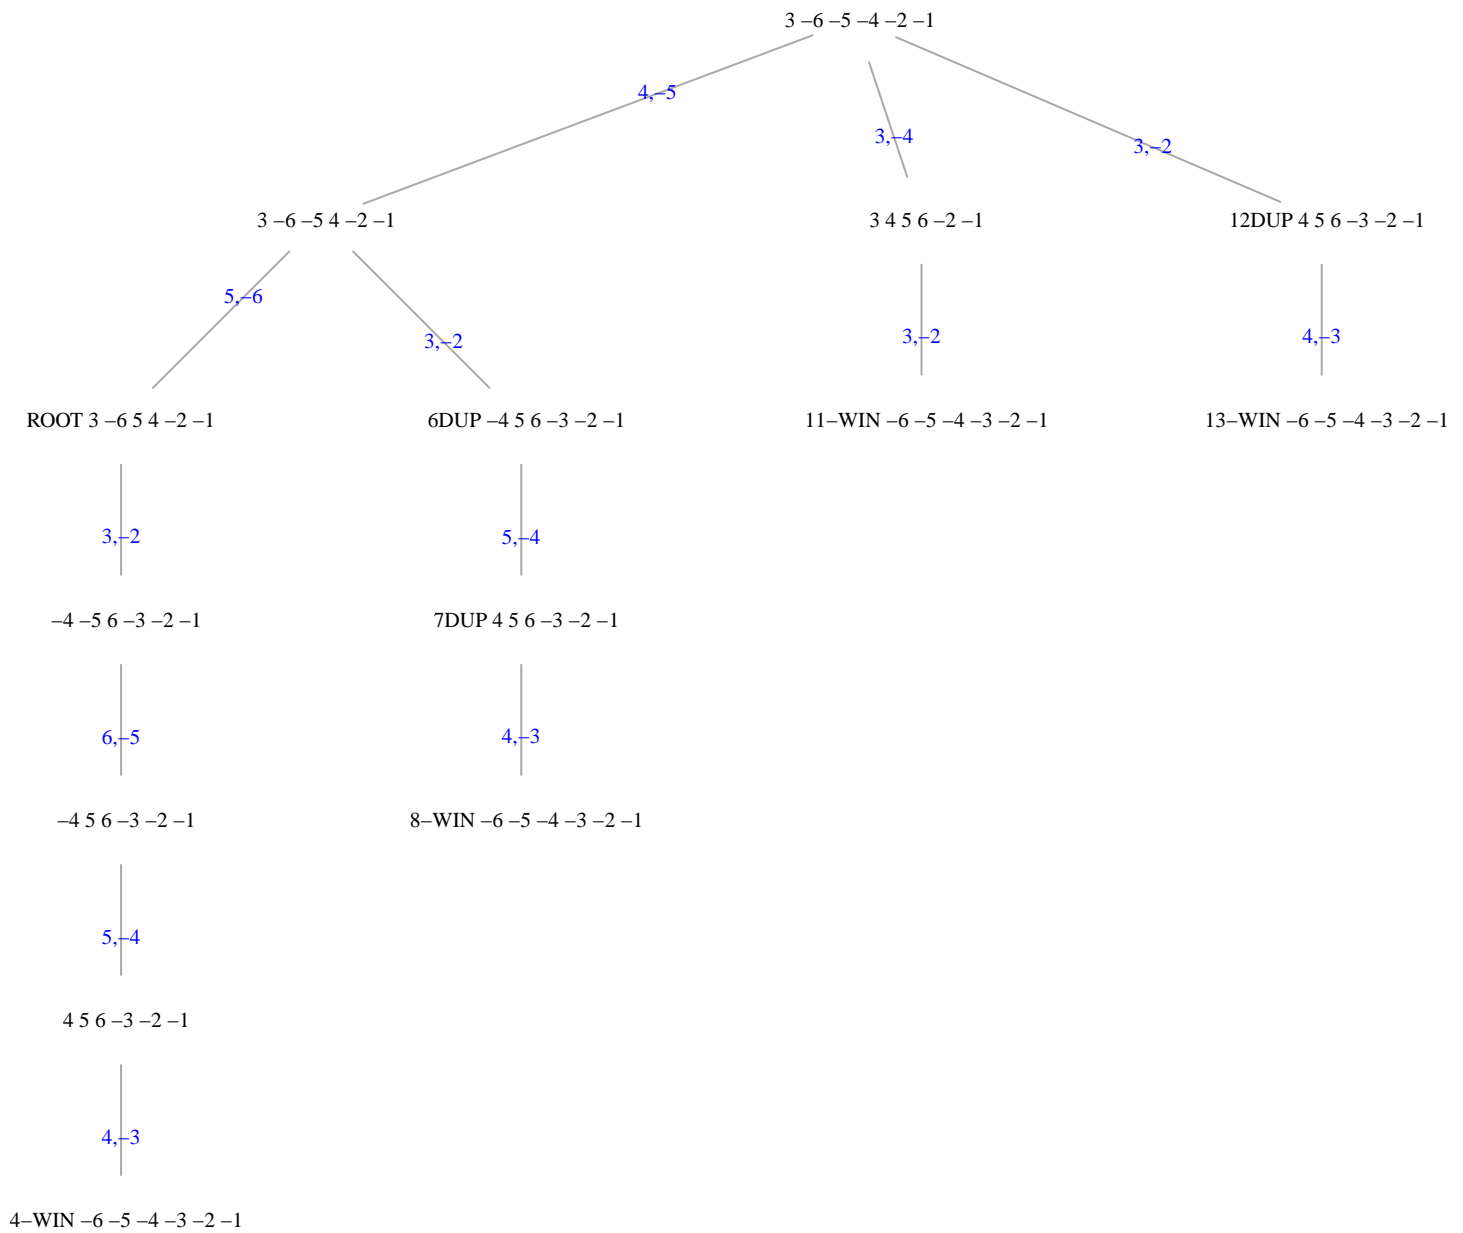 3 –6 –5 –4 –2 –1
4,–5
3,–4
3,–2
3 –6 –5 4 –2 –1
3 4 5 6 –2 –1
12DUP 4 5 6 –3 –2 –1
5,–6
3,–2
3,–2
4,–3
ROOT 3 –6 5 4 –2 –1
6DUP –4 5 6 –3 –2 –1
11–WIN –6 –5 –4 –3 –2 –1
13–WIN –6 –5 –4 –3 –2 –1
3,–2
5,–4
–4 –5 6 –3 –2 –1
7DUP 4 5 6 –3 –2 –1
6,–5
4,–3
–4 5 6 –3 –2 –1
8–WIN –6 –5 –4 –3 –2 –1
5,–4
4 5 6 –3 –2 –1
4,–3
4–WIN –6 –5 –4 –3 –2 –1